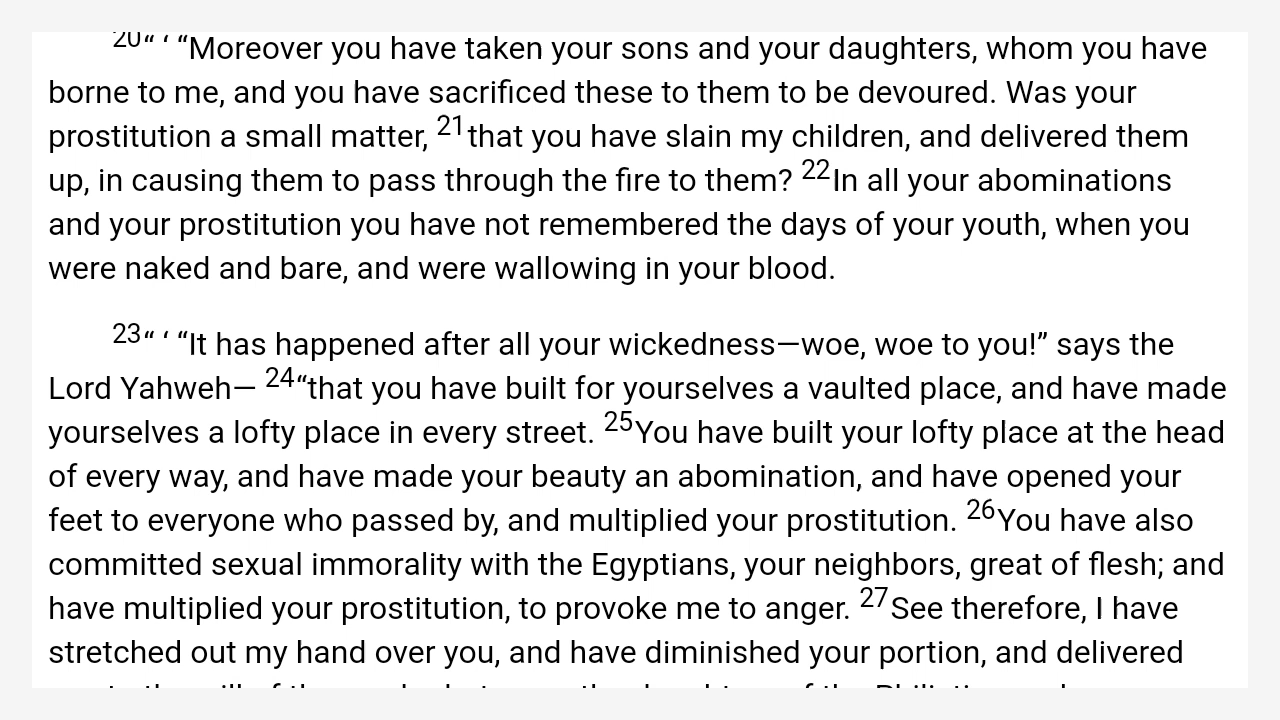 20“ ‘ “Moreover you have taken your sons and your daughters, whom you have
borne to me, and you have sacrificed these to them to be devoured. Was your
prostitution a small matter, 21that you have slain my children, and delivered them
up, in causing them to pass through the fire to them? 22In all your abominations
and your prostitution you have not remembered the days of your youth, when you
were naked and bare, and were wallowing in your blood.
23“ ‘ “It has happened after all your wickedness—woe, woe to you!” says the
Lord Yahweh— 24“that you have built for yourselves a vaulted place, and have made
yourselves a lofty place in every street. 25You have built your lofty place at the head
of every way, and have made your beauty an abomination, and have opened your
feet to everyone who passed by, and multiplied your prostitution. 26You have also
committed sexual immorality with the Egyptians, your neighbors, great of flesh; and
have multiplied your prostitution, to provoke me to anger. 27See therefore, I have
stretched out my hand over you, and have diminished your portion, and delivered